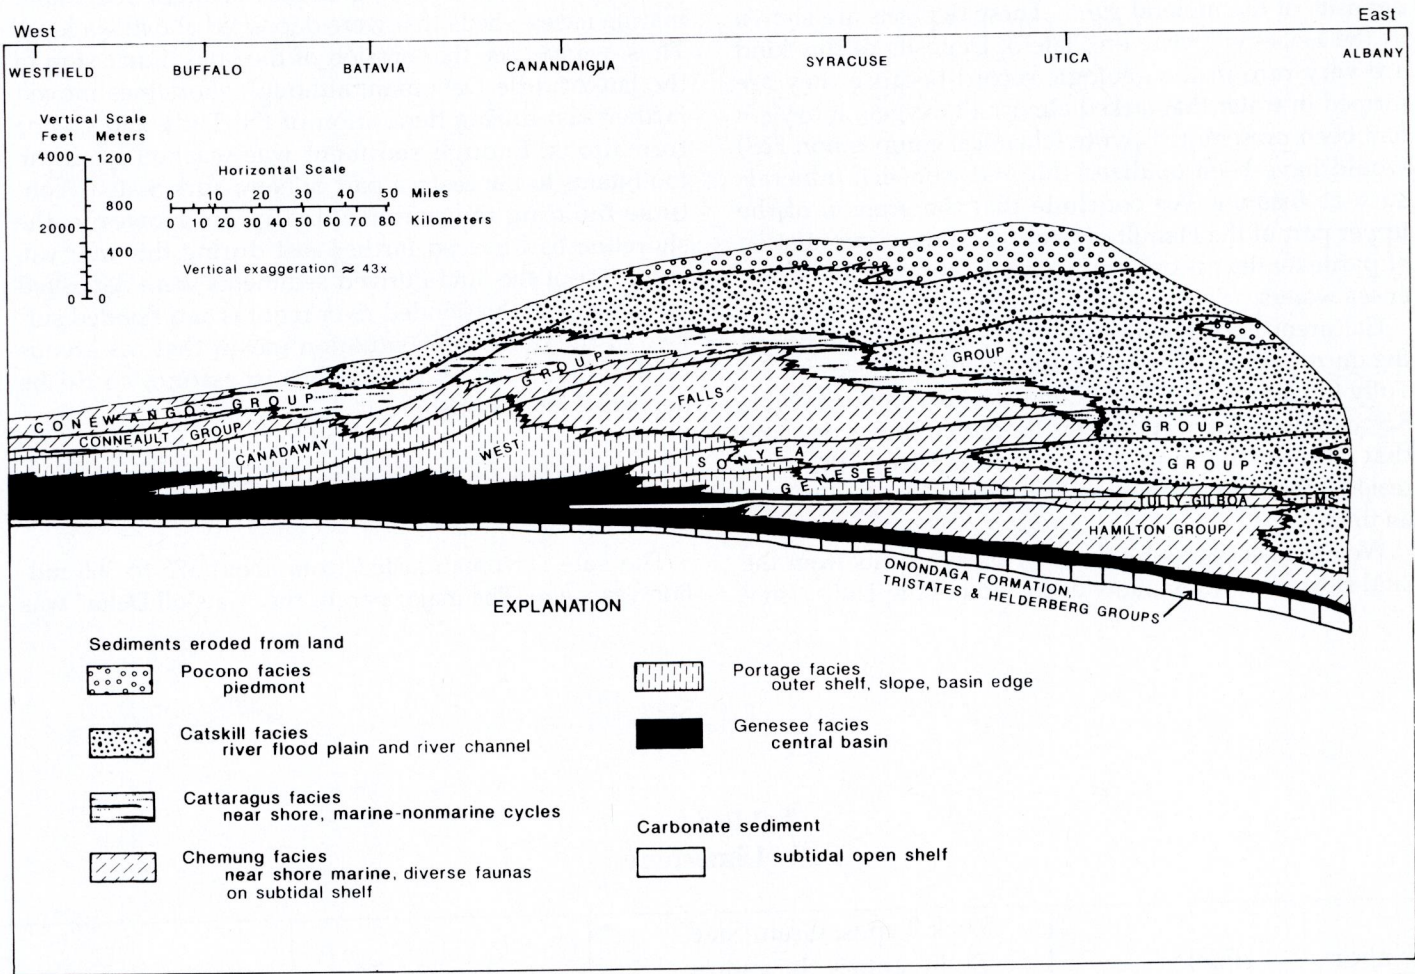 West
East
WESTFIELD
BUFFALO
BATAVIA
CANANDAIGUA
SYRACUSE
UTICA
ALBANY
Vertical Scale
Feet Meters
4000 1200
800
2000 400
0 0
Horizontal Scale
0 10 20 30 40 50 Miles
0 10 20 30 40 50 60 70 80 Kilometers
Vertical exaggeration ≈ 43x
CONEWANGO GROUP
CONNEAULT GROUP
CANADAWAY GROUP
WEST FALLS GROUP
SONYEA GROUP
GENESEE GROUP
TULLY-GILBOA FMS
HAMILTON GROUP
ONONDAGA FORMATION,
TRISTATES & HELDERBERG GROUPS
EXPLANATION
Sediments eroded from land
Pocono facies
piedmont
Catskill facies
river flood plain and river channel
Cattaragus facies
near shore, marine-nonmarine cycles
Chemung facies
near shore marine, diverse faunas
on subtidal shelf
Portage facies
outer shelf, slope, basin edge
Genesee facies
central basin
Carbonate sediment
subtidal open shelf